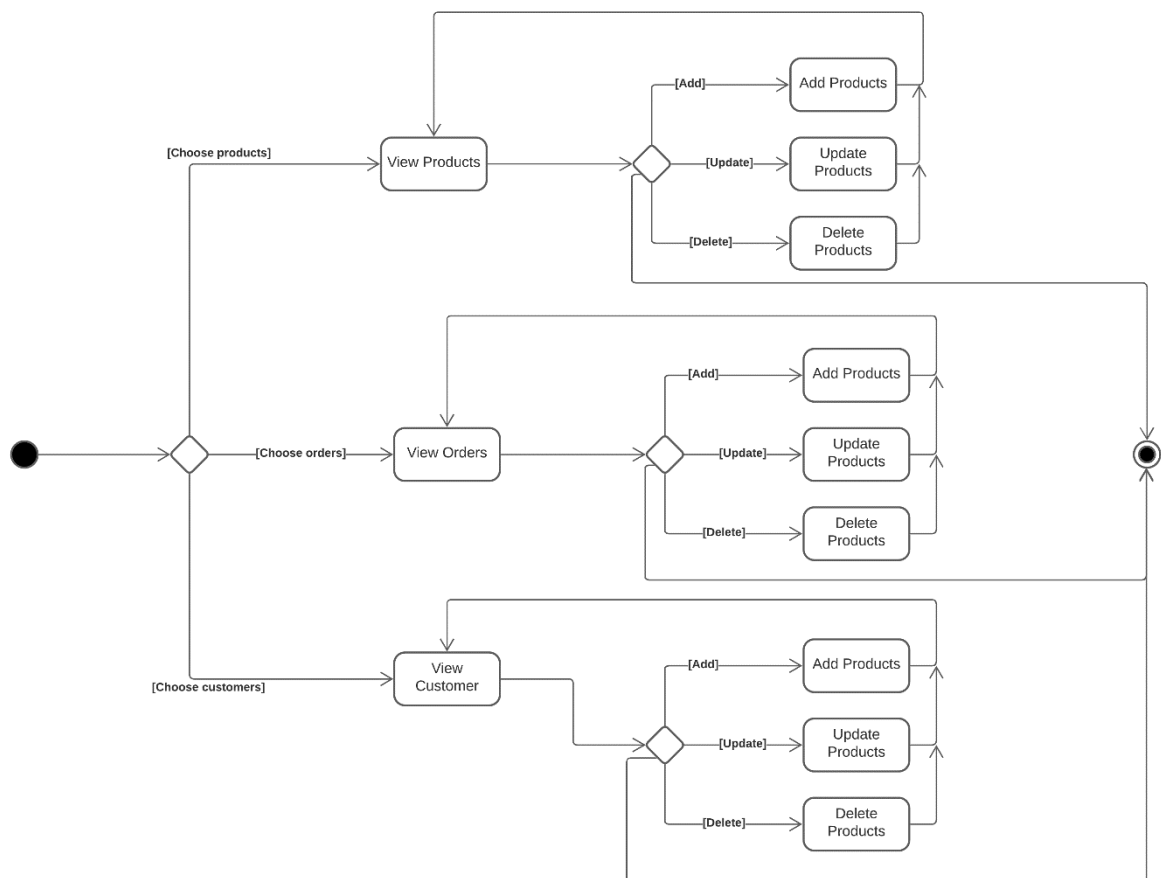 [Add]
Add Products
[Choose products]
View Products
[Update]
Update
Products
[Delete]
Delete
Products
[Add]
Add Products
[Choose orders]
View Orders
[Update]
Update
Products
[Delete]
Delete
Products
[Choose customers]
View
Customer
[Add]
Add Products
[Update]
Update
Products
[Delete]
Delete
Products